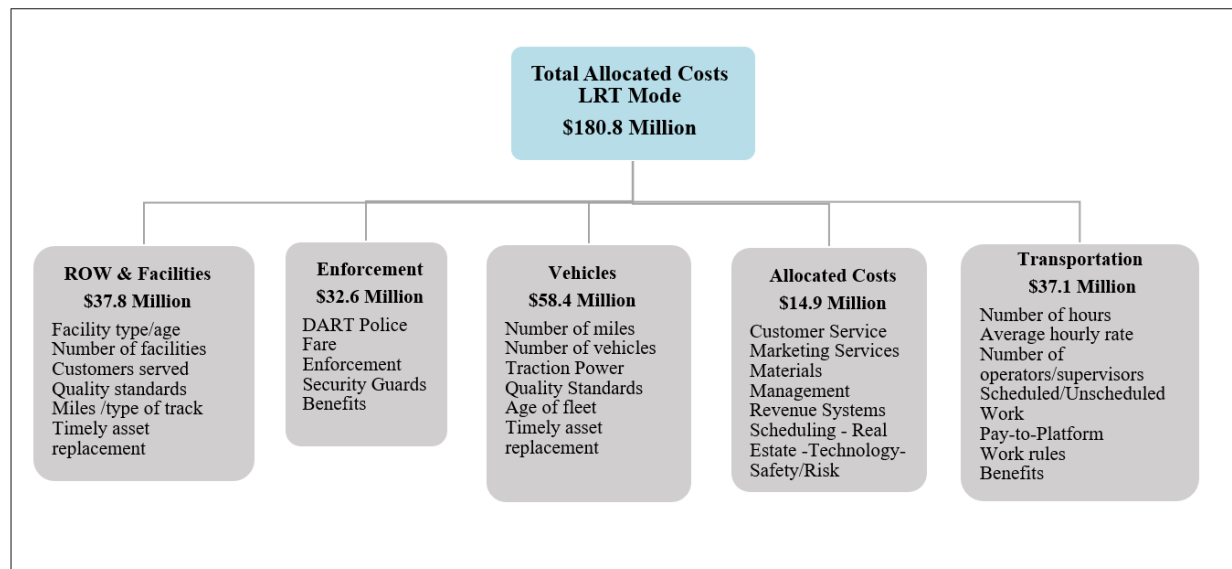 Total Allocated Costs
LRT Mode
$180.8 Million
ROW & Facilities
$37.8 Million
Facility type/age
Number of facilities
Customers served
Quality standards
Miles /type of track
Timely asset
replacement
Enforcement
$32.6 Million
DART Police
Fare
Enforcement
Security Guards
Benefits
Vehicles
$58.4 Million
Number of miles
Number of vehicles
Traction Power
Quality Standards
Age of fleet
Timely asset
replacement
Allocated Costs
$14.9 Million
Customer Service
Marketing Services
Materials
Management
Revenue Systems
Scheduling - Real
Estate -Technology-
Safety/Risk
Transportation
$37.1 Million
Number of hours
Average hourly rate
Number of
operators/supervisors
Scheduled/Unscheduled
Work
Pay-to-Platform
Work rules
Benefits